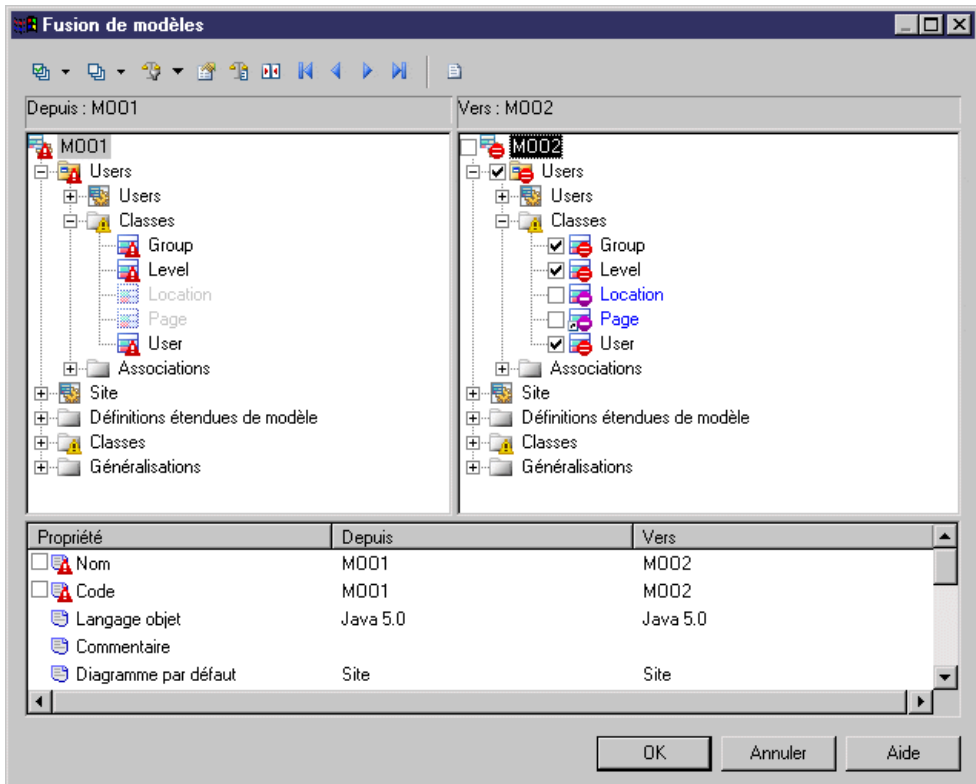 Fusion de modèles
Depuis : MOO1
Vers : MOO2
MOO1
Users
Users
Classes
Group
Level
Location
Page
User
Associations
Site
Définitions étendues de modèle
Classes
Généralisations
MOO2
Users
Users
Classes
Group
Level
Location
Page
User
Associations
Site
Définitions étendues de modèle
Classes
Généralisations
Propriété Depuis Vers
Nom MOO1 MOO2
Code MOO1 MOO2
Langage objet Java 5.0 Java 5.0
Commentaire
Diagramme par défaut Site Site
OK Annuler Aide